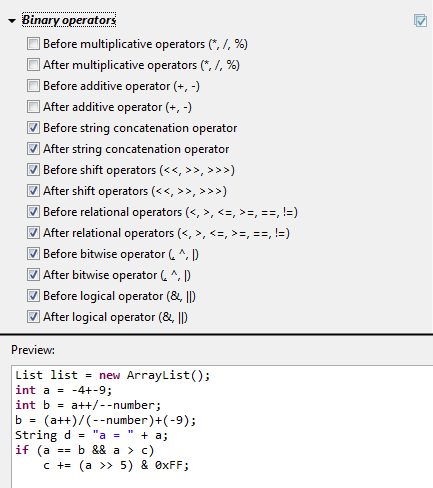 Binary operators
Before multiplicative operators (*, /, %)
After multiplicative operators (*, /, %)
Before additive operator (+, -)
After additive operator (+, -)
Before string concatenation operator
After string concatenation operator
Before shift operators (<<, >>, >>>)
After shift operators (<<, >>, >>>)
Before relational operators (<, >, <=, >=, ==, !=)
After relational operators (<, >, <=, >=, ==, !=)
Before bitwise operator (, ^, |)
After bitwise operator (, ^, |)
Before logical operator (&, ||)
After logical operator (&, ||)
Preview:
List list = new ArrayList();
int a = -4+-9;
int b = a++/--number;
b = (a++)/(--number)+(-9);
String d = "a = " + a;
if (a == b && a > c)
    c += (a >> 5) & 0xFF;